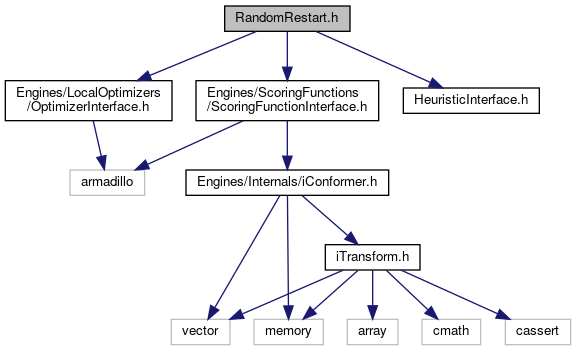 RandomRestart.h
Engines/LocalOptimizers
/OptimizerInterface.h
Engines/ScoringFunctions
/ScoringFunctionInterface.h
HeuristicInterface.h
armadillo
Engines/Internals/iConformer.h
iTransform.h
vector
memory
array
cmath
cassert